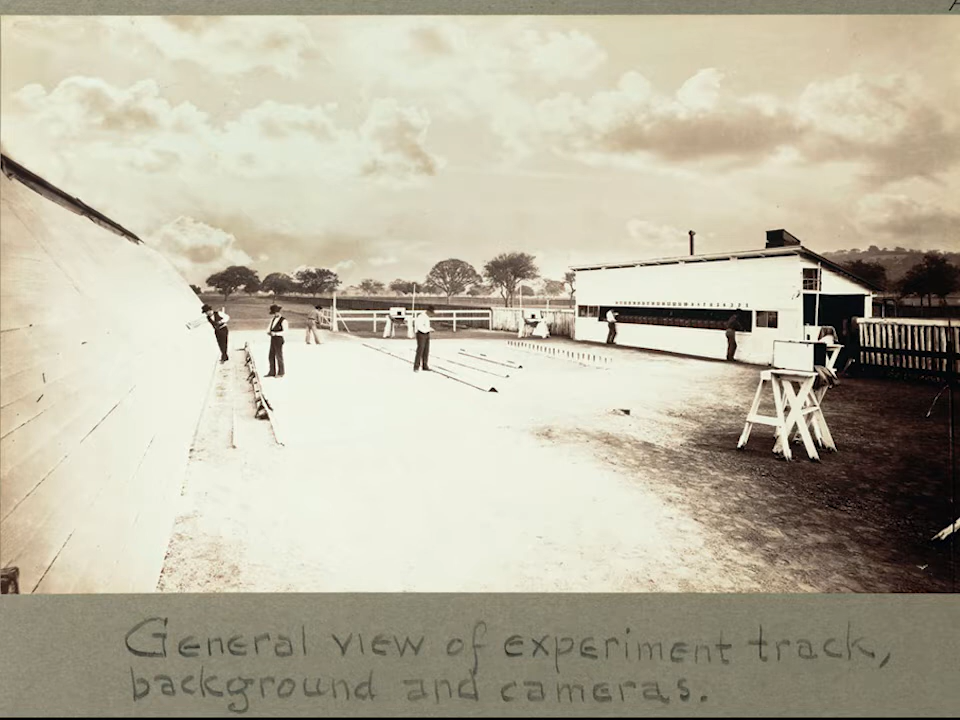 General view of experiment track,
background and cameras.